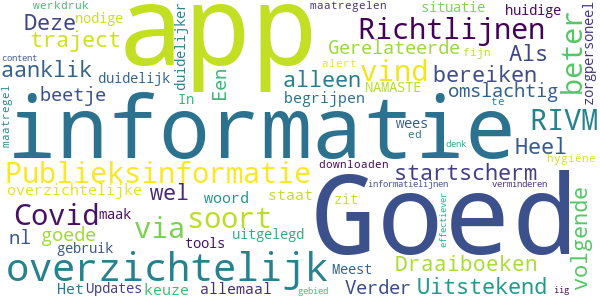 werkdruk
maatregelen
situatie
huidige
Deze
nodige
app
Richtlijnen
traject
duidelijker
Gerelateerde
Als
beter
zorgpersoneel
content
fijn
aanklik
duidelijk
In
Een
alleen
alert
vind
bereiken
beetje
begrijpen
NAMASTE
omslachtig
maatregel
informatie
wees
te
ed
RIVM
denk
Heel
Publieksinformatie
downloaden
startscherm
hygiëne
overzichtelijke
wel
woord
staat
Goed
informatielijnen
verminderen
Covid
maak
via
soort
zit
effectiever
volgende
nl
goede
tools
uitgelegd
gebruik
Draaiboeken
overzichtelijk
Meest
Verder
Uitstekend
Het
Updates
keuze
allemaal
gebied
iig